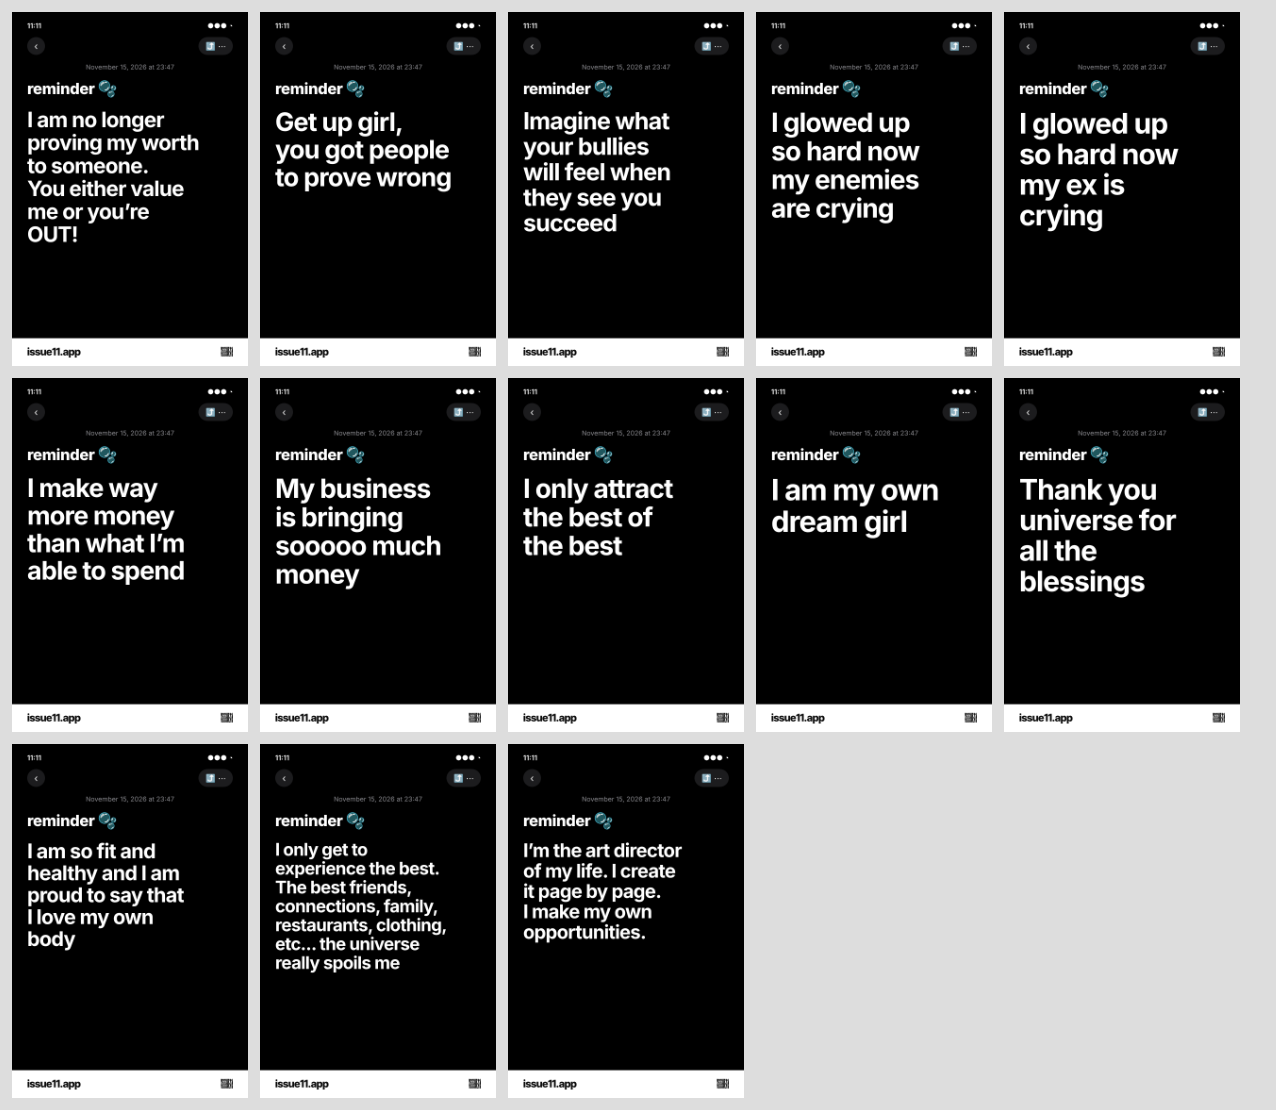 11:11
November 15, 2026 at 23:47
reminder
I am no longer
proving my worth
to someone.
You either value
me or you’re
OUT!
issue11.app
11:11
November 15, 2026 at 23:47
reminder
Get up girl,
you got people
to prove wrong
issue11.app
11:11
November 15, 2026 at 23:47
reminder
Imagine what
your bullies
will feel when
they see you
succeed
issue11.app
11:11
November 15, 2026 at 23:47
reminder
I glowed up
so hard now
my enemies
are crying
issue11.app
11:11
November 15, 2026 at 23:47
reminder
I glowed up
so hard now
my ex is
crying
issue11.app
11:11
November 15, 2026 at 23:47
reminder
I make way
more money
than what I’m
able to spend
issue11.app
11:11
November 15, 2026 at 23:47
reminder
My business
is bringing
sooooo much
money
issue11.app
11:11
November 15, 2026 at 23:47
reminder
I only attract
the best of
the best
issue11.app
11:11
November 15, 2026 at 23:47
reminder
I am my own
dream girl
issue11.app
11:11
November 15, 2026 at 23:47
reminder
Thank you
universe for
all the
blessings
issue11.app
11:11
November 15, 2026 at 23:47
reminder
I am so fit and
healthy and I am
proud to say that
I love my own
body
issue11.app
11:11
November 15, 2026 at 23:47
reminder
I only get to
experience the best.
The best friends,
connections, family,
restaurants, clothing,
etc... the universe
really spoils me
issue11.app
11:11
November 15, 2026 at 23:47
reminder
I’m the art director
of my life. I create
it page by page.
I make my own
opportunities.
issue11.app